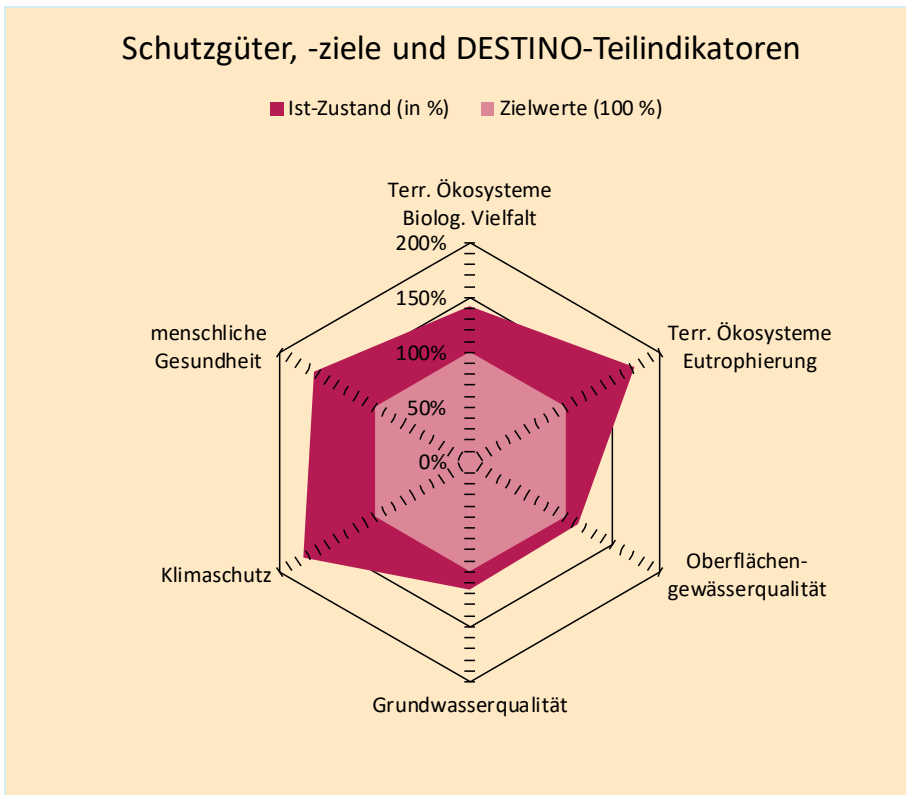 Schutzgüter, -ziele und DESTINO-Teilindikatoren
Ist-Zustand (in %) Zielwerte (100 %)
Terr. Ökosysteme
Biolog. Vielfalt
200%
150%
100%
50%
0%
Terr. Ökosysteme
Eutrophierung
Oberflächen-
gewässerqualität
Grundwasserqualität
Klimaschutz
menschliche
Gesundheit